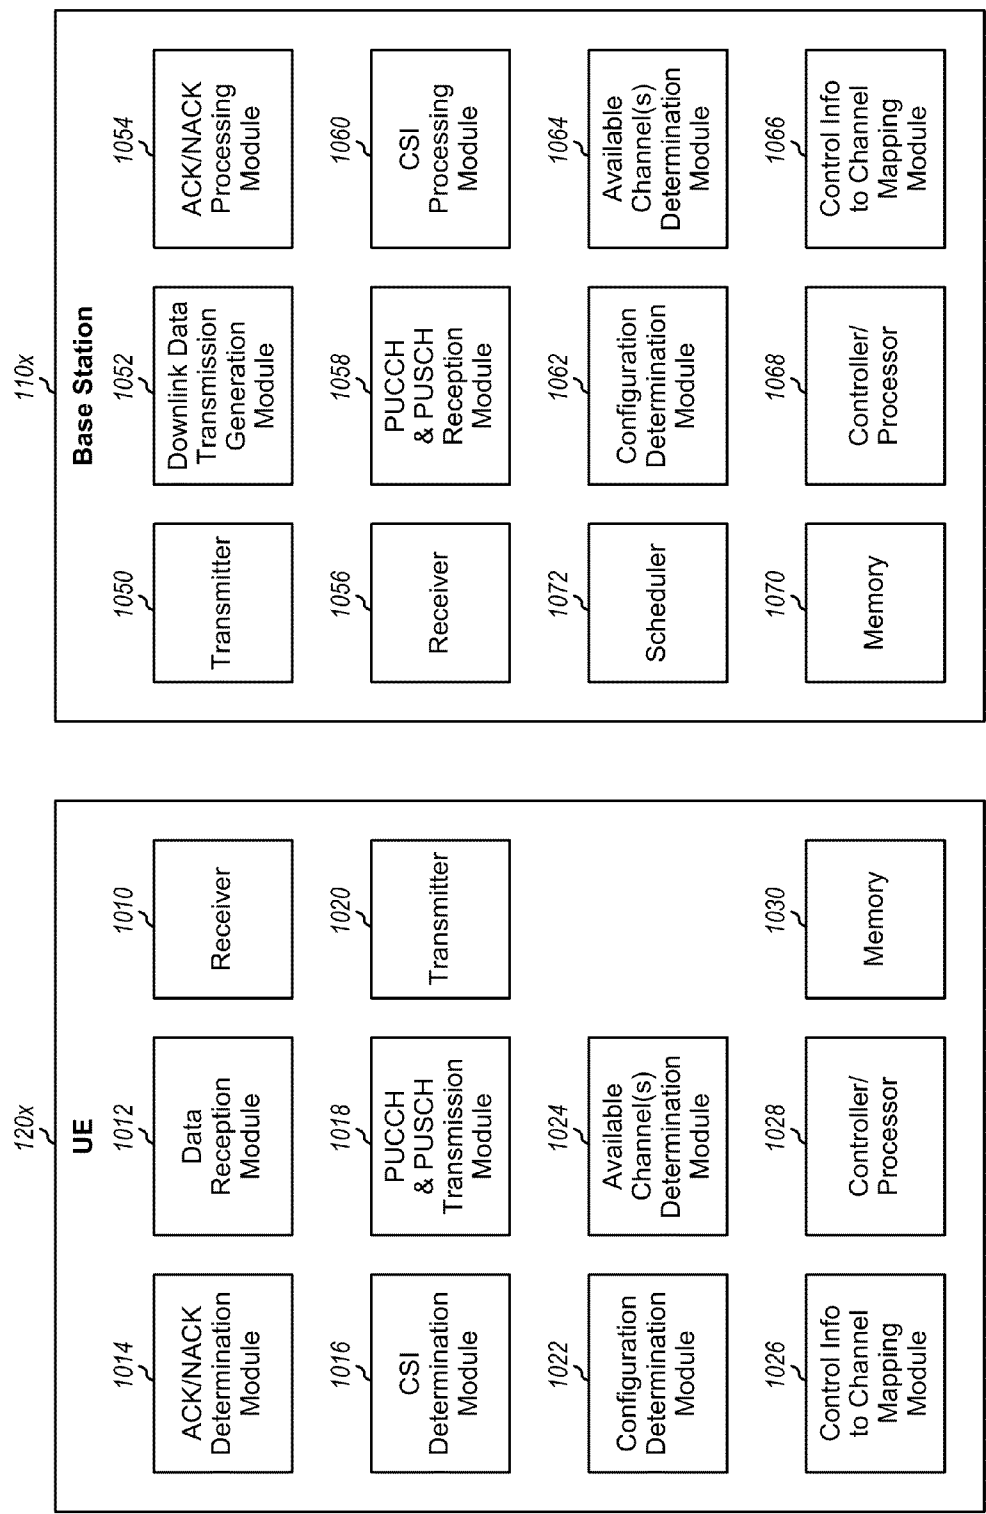 120x
UE
1014
ACK/NACK
Determination
Module
1012
Data
Reception
Module
1010
Receiver
1016
CSI
Determination
Module
1018
PUCCH
& PUSCH
Transmission
Module
1020
Transmitter
1022
Configuration
Determination
Module
1024
Available
Channel(s)
Determination
Module
1026
Control Info
to Channel
Mapping
Module
1028
Controller/
Processor
1030
Memory
110x
Base Station
1050
Transmitter
1052
Downlink Data
Transmission
Generation
Module
1054
ACK/NACK
Processing
Module
1056
Receiver
1058
PUCCH
& PUSCH
Reception
Module
1060
CSI
Processing
Module
1072
Scheduler
1062
Configuration
Determination
Module
1064
Available
Channel(s)
Determination
Module
1070
Memory
1068
Controller/
Processor
1066
Control Info
to Channel
Mapping
Module